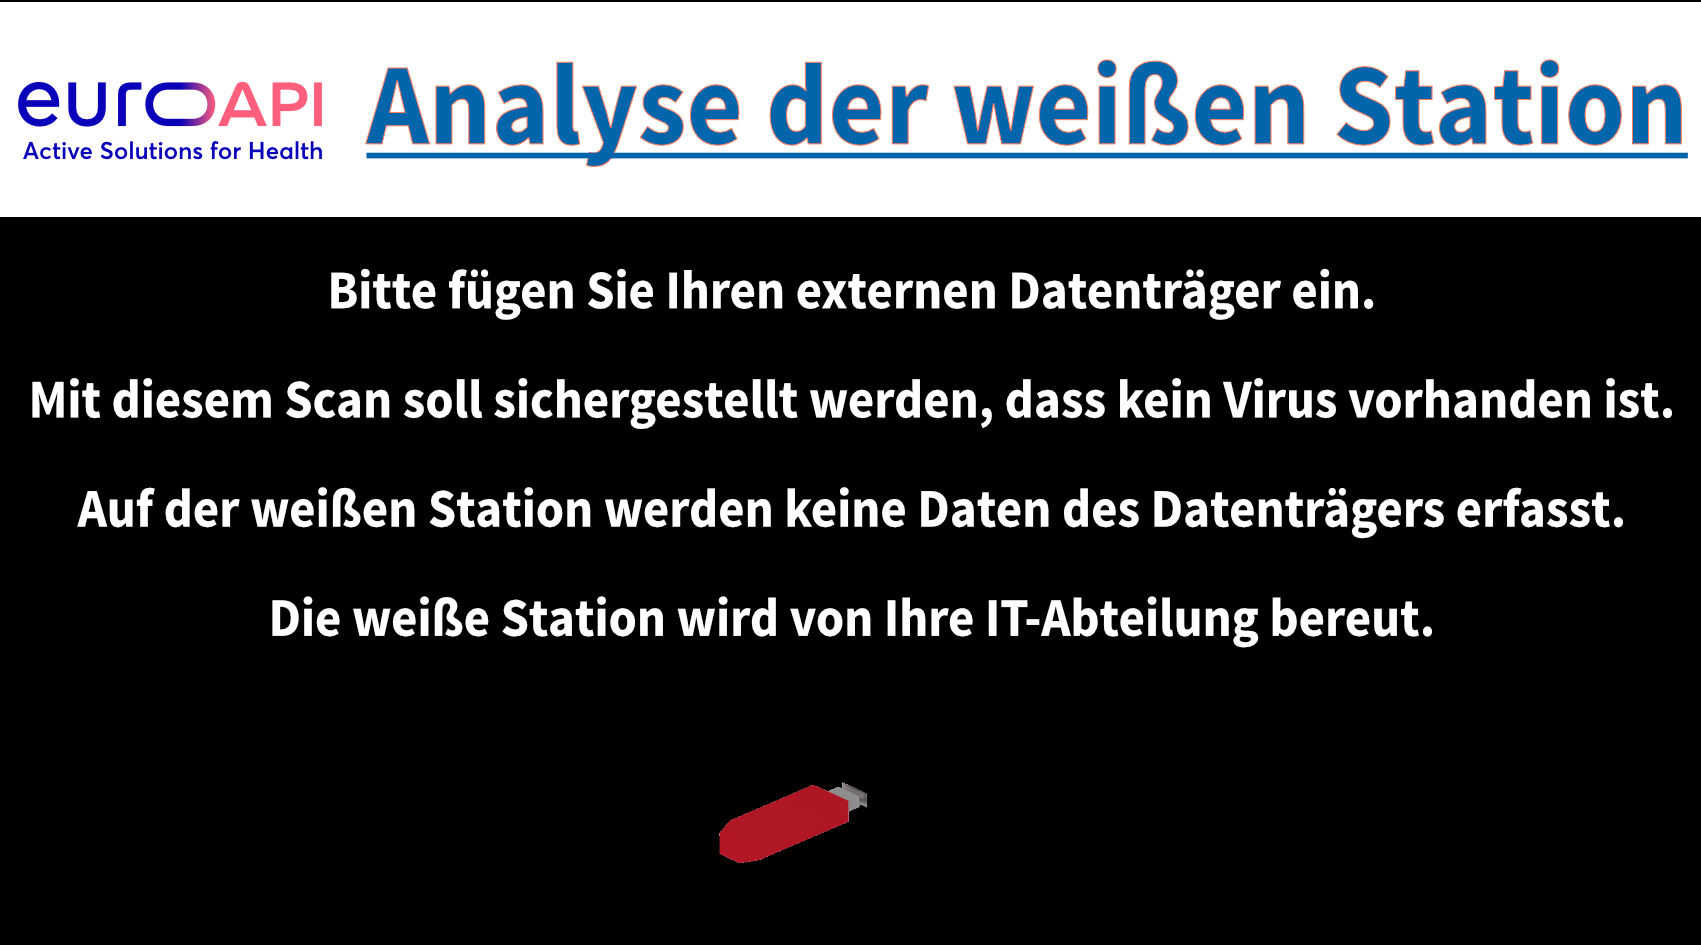 euroAPI
Active Solutions for Health
Analyse der weißen Station
Bitte fügen Sie Ihren externen Datenträger ein.
Mit diesem Scan soll sichergestellt werden, dass kein Virus vorhanden ist.
Auf der weißen Station werden keine Daten des Datenträgers erfasst.
Die weiße Station wird von Ihre IT-Abteilung bereut.